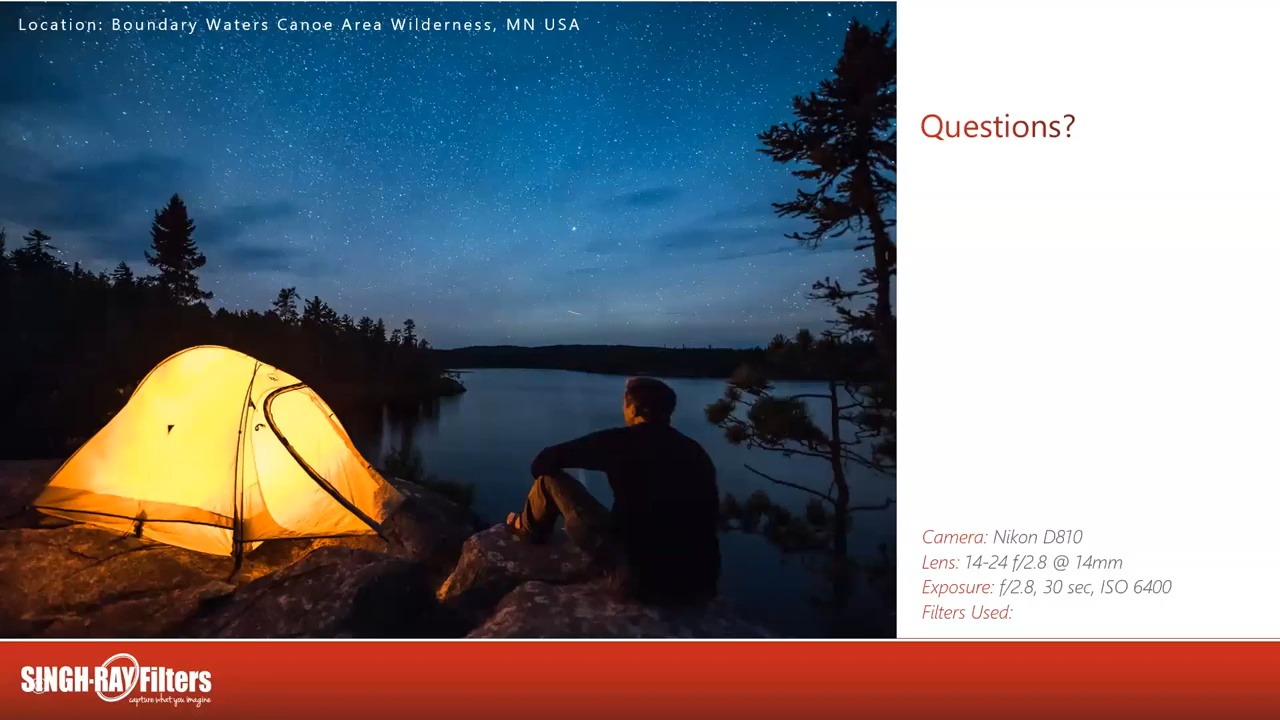 Location: Boundary Waters Canoe Area Wilderness, MN USA
Questions?
Camera: Nikon D810
Lens: 14-24 f/2.8 @ 14mm
Exposure: f/2.8, 30 sec, ISO 6400
Filters Used:
SINGH-RAY Filters
capture what you imagine